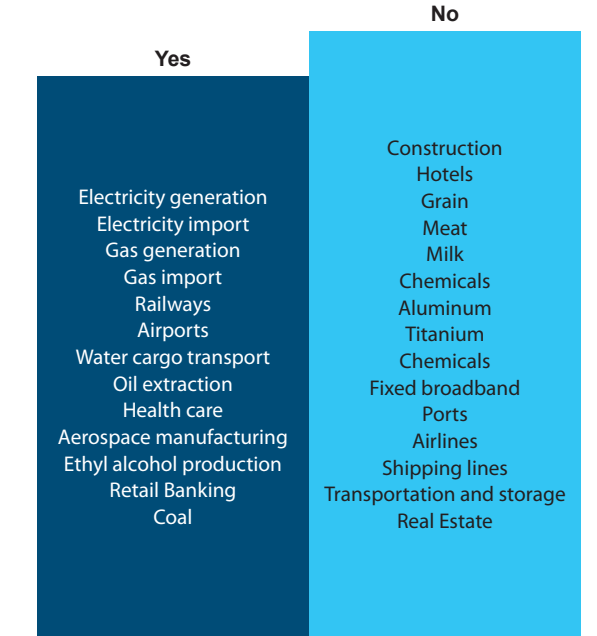 No
Yes
Electricity generation
Electricity import
Gas generation
Gas import
Railways
Airports
Water cargo transport
Oil extraction
Health care
Aerospace manufacturing
Ethyl alcohol production
Retail Banking
Coal
Construction
Hotels
Grain
Meat
Milk
Chemicals
Aluminum
Titanium
Chemicals
Fixed broadband
Ports
Airlines
Shipping lines
Transportation and storage
Real Estate